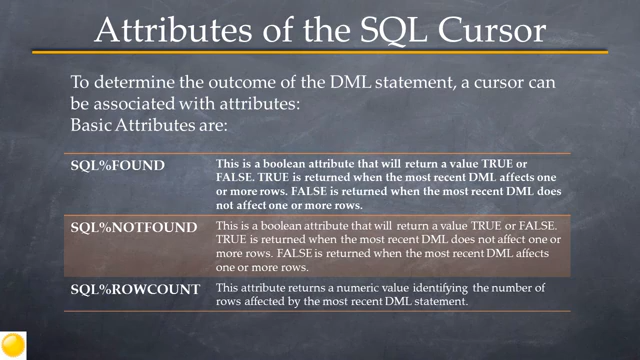 Attributes of the SQL Cursor
To determine the outcome of the DML statement, a cursor can
be associated with attributes:
Basic Attributes are:
SQL%FOUND
This is a boolean attribute that will return a value TRUE or
FALSE. TRUE is returned when the most recent DML affects one
or more rows. FALSE is returned when the most recent DML does
not affect one or more rows.
SQL%NOTFOUND
This is a boolean attribute that will return a value TRUE or FALSE.
TRUE is returned when the most recent DML does not affect one or
more rows. FALSE is returned when the most recent DML affects
one or more rows.
SQL%ROWCOUNT
This attribute returns a numeric value identifying the number of
rows affected by the most recent DML statement.